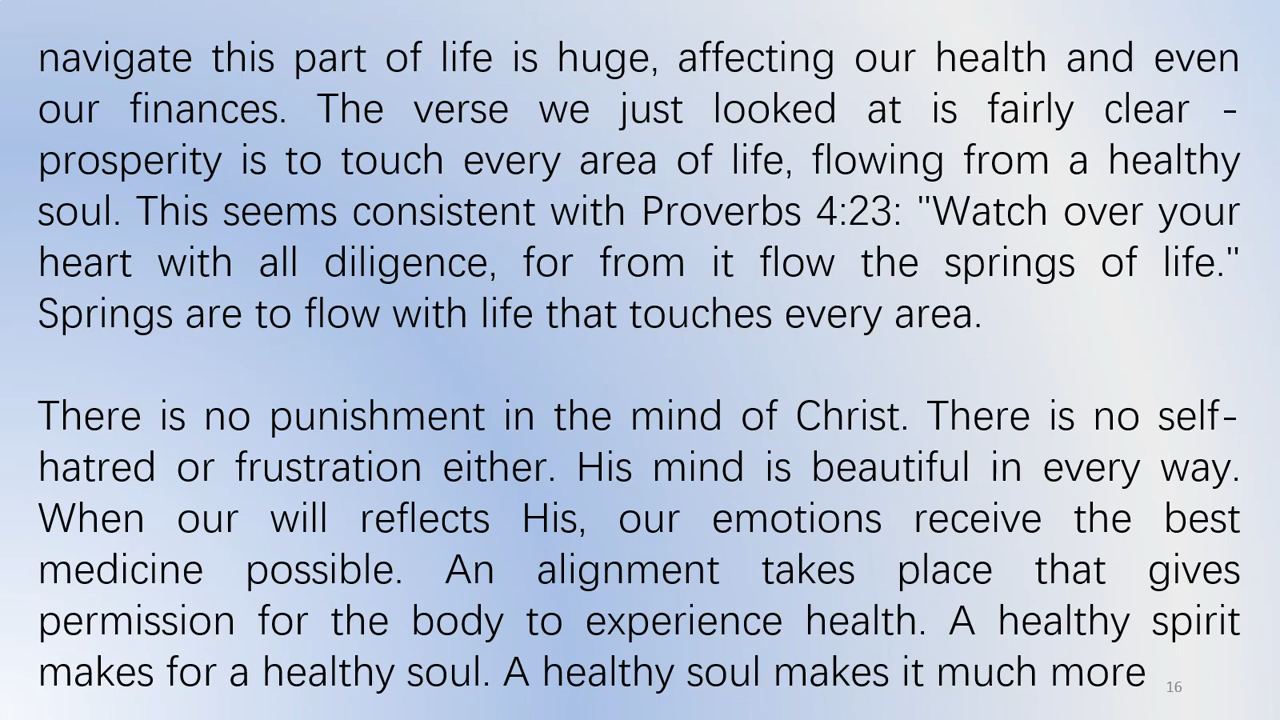 navigate this part of life is huge, affecting our health and even
our finances. The verse we just looked at is fairly clear -
prosperity is to touch every area of life, flowing from a healthy
soul. This seems consistent with Proverbs 4:23: "Watch over your
heart with all diligence, for from it flow the springs of life."
Springs are to flow with life that touches every area.
There is no punishment in the mind of Christ. There is no self-
hatred or frustration either. His mind is beautiful in every way.
When our will reflects His, our emotions receive the best
medicine possible. An alignment takes place that gives
permission for the body to experience health. A healthy spirit
makes for a healthy soul. A healthy soul makes it much more
16